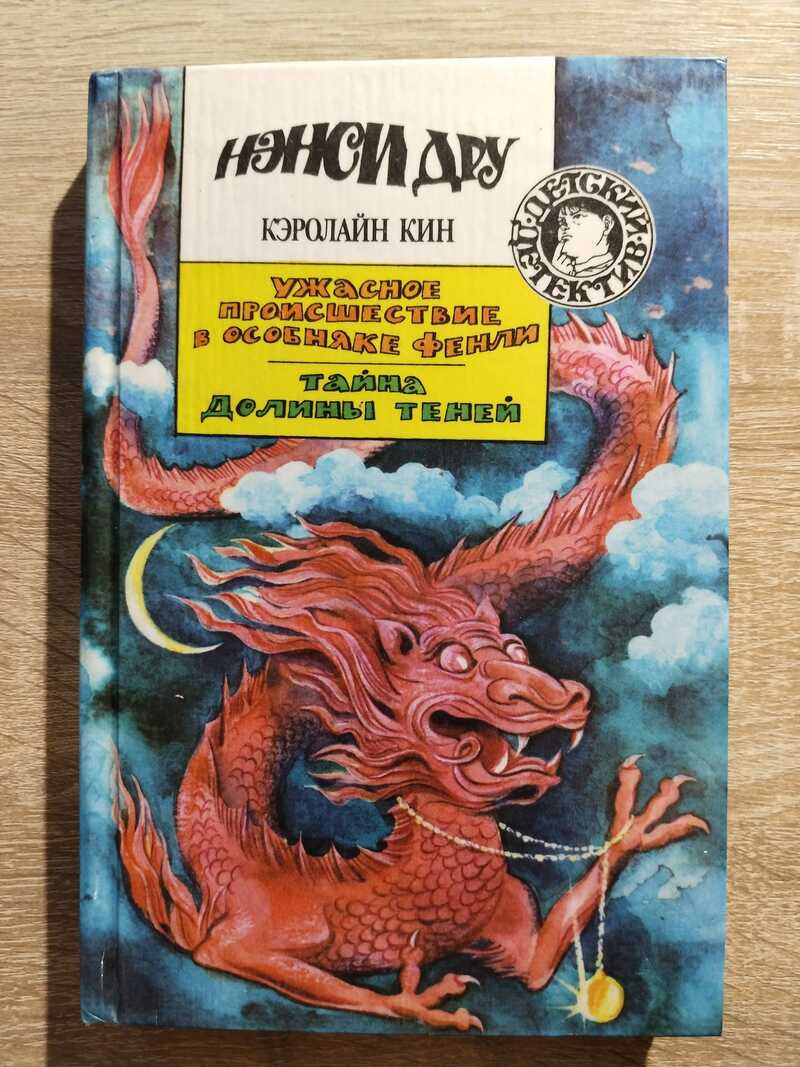 НЭНСИ ДРУ
КЭРОЛАЙН КИН
ДЕТСКИЙ
ДЕТЕКТИВ
УЖАСНОЕ
ПРОИСШЕСТВИЕ
В ОСОБНЯКЕ ФЕНЛИ
ТАЙНА
ДОЛИНЫ ТЕНЕЙ